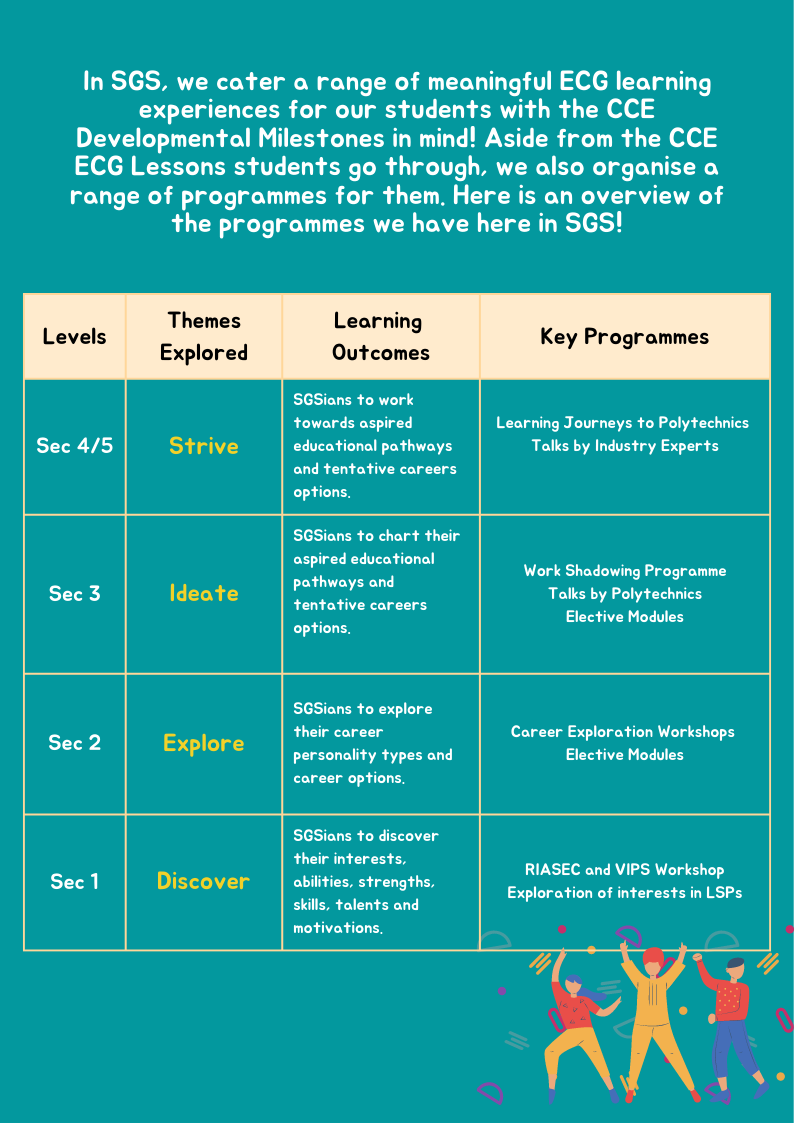 In SGS, we cater a range of meaningful ECG learning
experiences for our students with the CCE
Developmental Milestones in mind! Aside from the CCE
ECG Lessons students go through, we also organise a
range of programmes for them. Here is an overview of
the programmes we have here in SGS!
Levels
Themes
Explored
Learning
Outcomes
Key Programmes
Sec 4/5
Strive
SGSians to work
towards aspired
educational pathways
and tentative careers
options.
Learning Journeys to Polytechnics
Talks by Industry Experts
Sec 3
Ideate
SGSians to chart their
aspired educational
pathways and
tentative careers
options.
Work Shadowing Programme
Talks by Polytechnics
Elective Modules
Sec 2
Explore
SGSians to explore
their career
personality types and
career options.
Career Exploration Workshops
Elective Modules
Sec 1
Discover
SGSians to discover
their interests,
abilities, strengths,
skills, talents and
motivations.
RIASEC and VIPS Workshop
Exploration of interests in LSPs